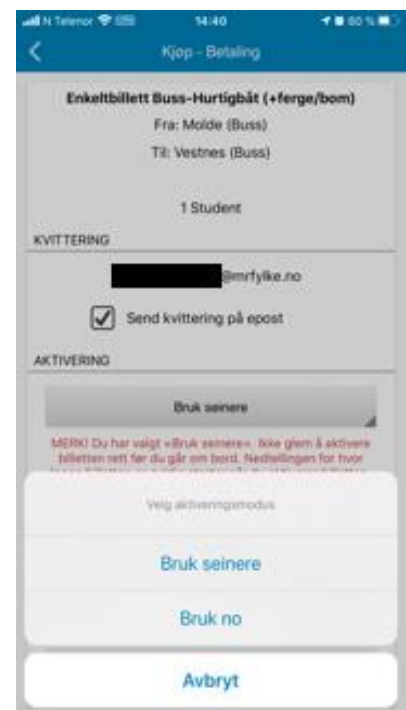 N Telenor
14:40
60 %
Kjøp - Betaling
Enkeltbillett Buss-Hurtigbåt (+ferge/bom)
Fra: Molde (Buss)
Til: Vestnes (Buss)
1 Student
KVITTERING
@mrfylke.no
Send kvittering på epost
AKTIVERING
Bruk seinere
MERK! Du har valgt «Bruk seinere». Ikke glem å aktivere
billetten rett før du går om bord. Nedtellingen for hvor
Velg aktiveringsmodus
Bruk seinere
Bruk no
Avbryt